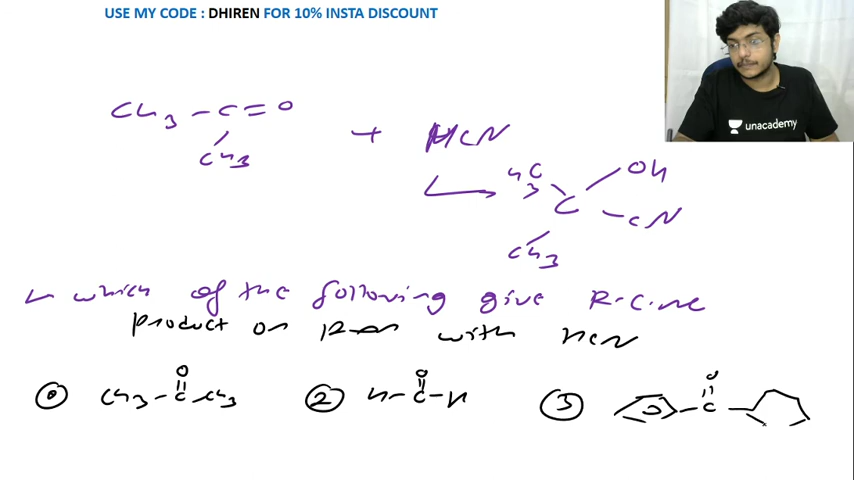 USE MY CODE : DHIREN FOR 10% INSTA DISCOUNT
unacademy
CH3 - C = O
CH3
+ HCN
H3C
OH
C
- CN
CH3
which of the following give R.C.me
Product on rxn with HCN
① CH3 - C - CH3
O
② H - C - H
O
③ C
O